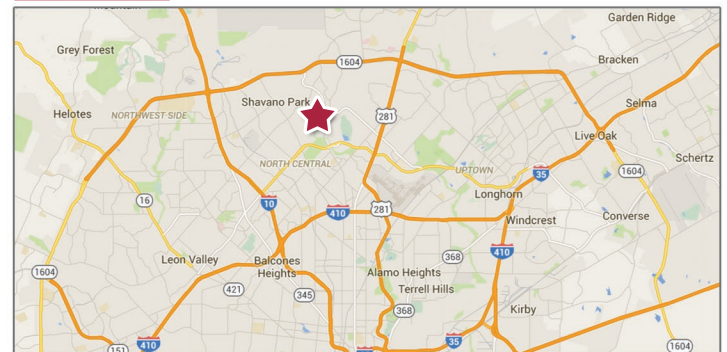 Garden Ridge
Grey Forest
Bracken
1604
Shavano Park
Selma
Helotes
NORTHWEST SIDE
281
Live Oak
Schertz
NORTH CENTRAL
UPTOWN
35
1604
Longhorn
16
10
410
281
Windcrest
Converse
410
368
Leon Valley
Balcones
Heights
1604
Alamo Heights
421
345
Terrell Hills
368
Kirby
151
410
35
1604